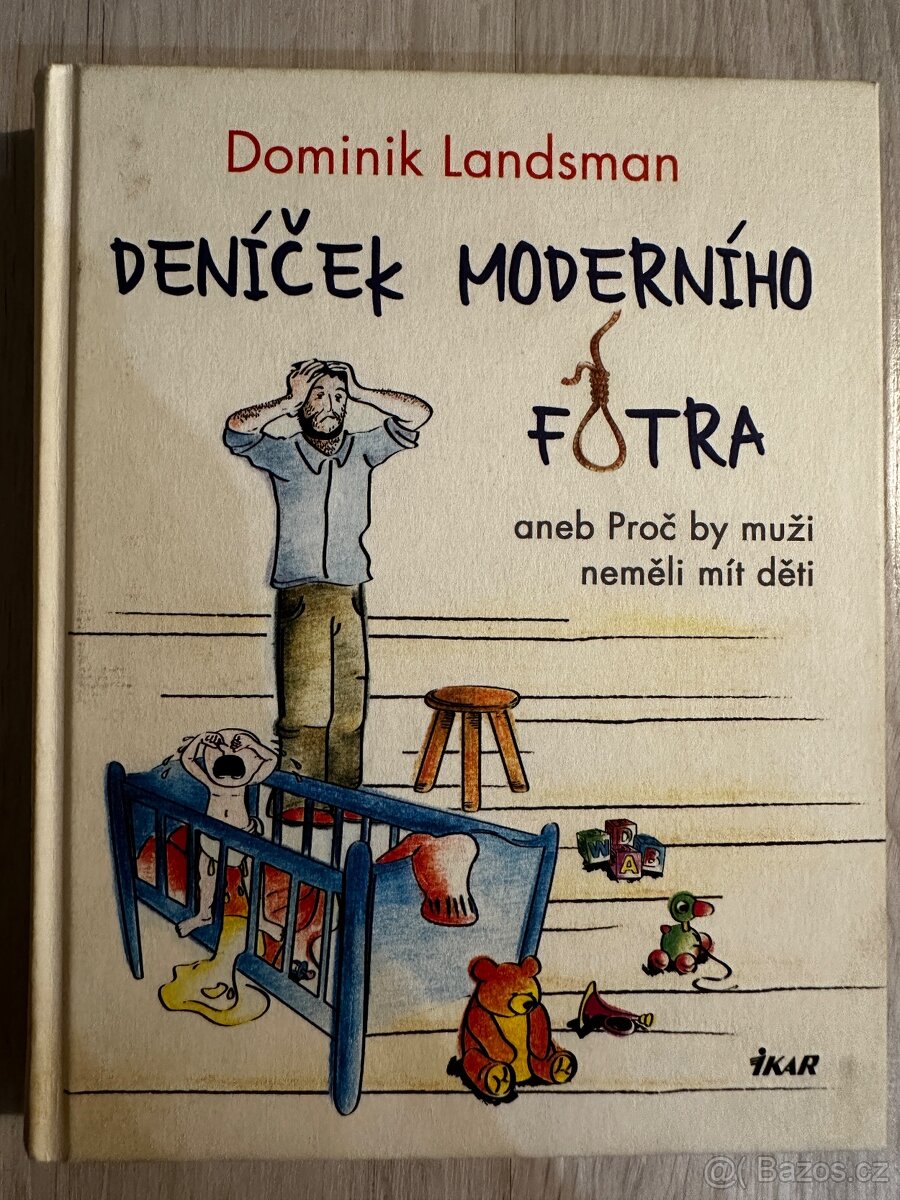 Dominik Landsman
DENÍČEK MODERNÍHO
FOTRA
aneb Proč by muži
neměli mít děti
W D A B
iKAR
@( Bazos.cz